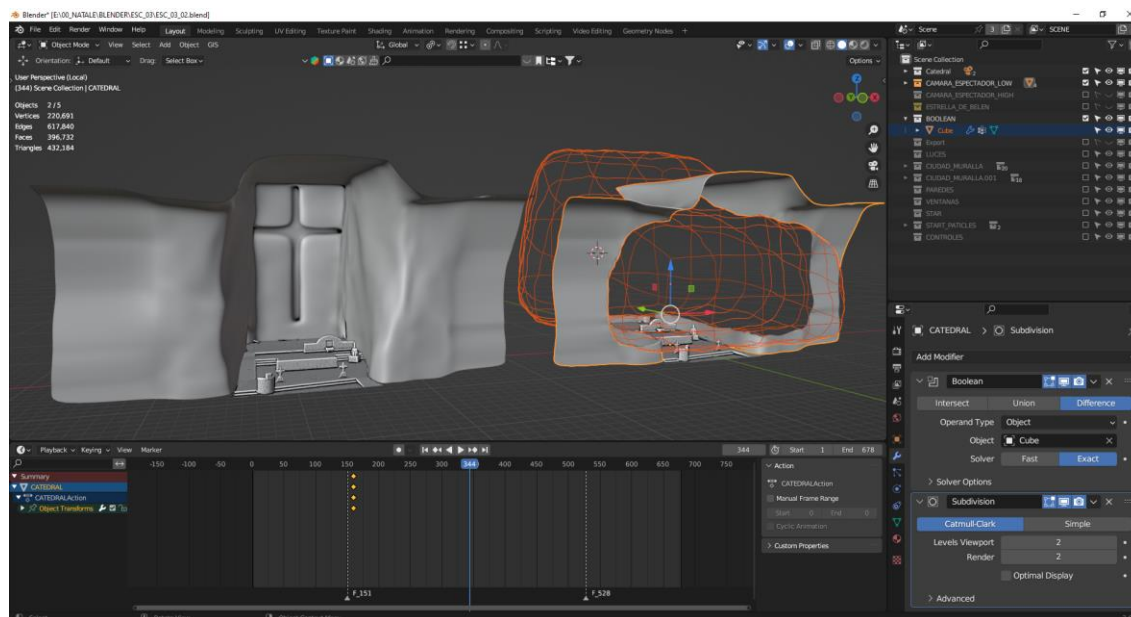 Blender* [E:\00_NATALE\BLENDER\ESC_03\ESC_03_02.blend]
File Edit Render Window Help Layout Modeling Sculpting UV Editing Texture Paint Shading Animation Rendering Compositing Scripting Video Editing Geometry Nodes + Scene 3 SCENE
Object Mode View Select Add Object GIS Global
Orientation: Default Drag: Select Box Options
User Perspective (Local)
(344) Scene Collection | CATEDRAL
Objects 2/5
Vertices 220,691
Edges 617,840
Faces 396,732
Triangles 432,184
Scene Collection
Catedral 2
CAMARA_ESPECTADOR_LOW
CAMARA_ESPECTADOR_HIGH
ESTRELLA_DE_BELEN
BOOLEAN
Cube
Export
LUCES
CIUDAD_MURALLA
CIUDAD_MURALLA.001 16
PAREDES
VENTANAS
STAR
START_PATICLES 2
CONTROLES
CATEDRAL > Subdivision
Add Modifier
Boolean
Intersect Union Difference
Operand Type Object
Object Cube
Solver Fast Exact
> Solver Options
Subdivision
Catmull-Clark Simple
Levels Viewport 2
Render 2
Optimal Display
> Advanced
Playback Keying View Marker 344 Start 1 End 678
-150 -100 -50 0 50 100 150 200 250 300 344 400 450 500 550 600 650 700 750
Summary
CATEDRAL
CATEDRALAction
Object Transforms
F_151
F_528
Action
CATEDRALAction
Manual Frame Range
Start 0 End 0
Cyclic Animation
> Custom Properties